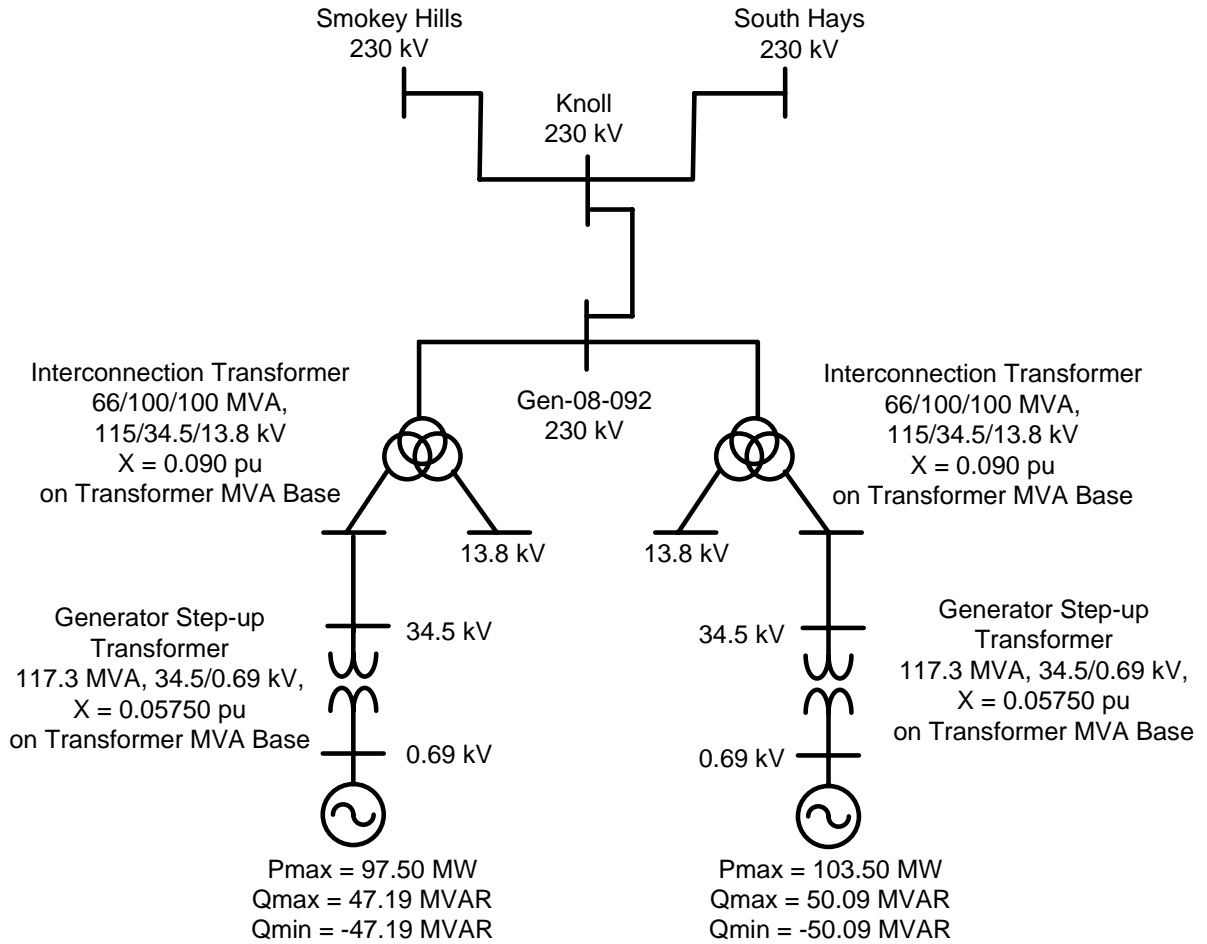 Smokey Hills
230 kV
South Hays
230 kV
Knoll
230 kV
Interconnection Transformer
66/100/100 MVA,
115/34.5/13.8 kV
X = 0.090 pu
on Transformer MVA Base
Gen-08-092
230 kV
Interconnection Transformer
66/100/100 MVA,
115/34.5/13.8 kV
X = 0.090 pu
on Transformer MVA Base
13.8 kV
13.8 kV
Generator Step-up
Transformer
117.3 MVA, 34.5/0.69 kV,
X = 0.05750 pu
on Transformer MVA Base
34.5 kV
0.69 kV
34.5 kV
0.69 kV
Generator Step-up
Transformer
117.3 MVA, 34.5/0.69 kV,
X = 0.05750 pu
on Transformer MVA Base
Pmax = 97.50 MW
Qmax = 47.19 MVAR
Qmin = -47.19 MVAR
Pmax = 103.50 MW
Qmax = 50.09 MVAR
Qmin = -50.09 MVAR